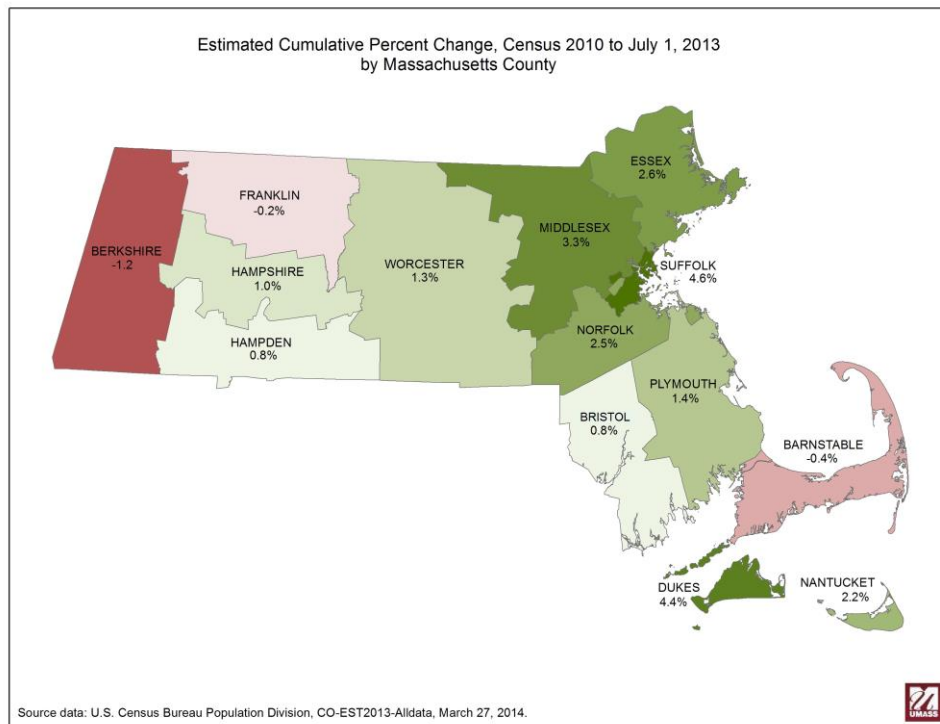 Estimated Cumulative Percent Change, Census 2010 to July 1, 2013
by Massachusetts County
ESSEX
2.6%
FRANKLIN
-0.2%
MIDDLESEX
3.3%
BERKSHIRE
-1.2
HAMPSHIRE
1.0%
WORCESTER
1.3%
SUFFOLK
4.6%
NORFOLK
2.5%
HAMPDEN
0.8%
PLYMOUTH
1.4%
BRISTOL
0.8%
BARNSTABLE
-0.4%
DUKES
4.4%
NANTUCKET
2.2%
Source data: U.S. Census Bureau Population Division, CO-EST2013-Alldata, March 27, 2014.
UMASS